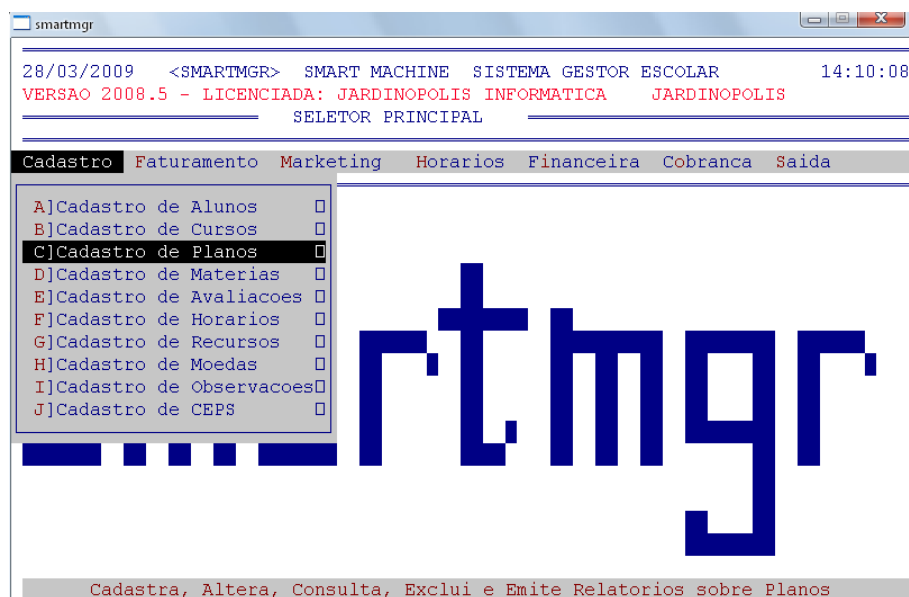 smartmgr
28/03/2009 <SMARTMGR> SMART MACHINE SISTEMA GESTOR ESCOLAR 14:10:08
VERSAO 2008.5 - LICENCIADA: JARDINOPOLIS INFORMATICA JARDINOPOLIS
SELETOR PRINCIPAL
Cadastro Faturamento Marketing Horarios Financeira Cobranca Saida
A]Cadastro de Alunos
B]Cadastro de Cursos
C]Cadastro de Planos
D]Cadastro de Materias
E]Cadastro de Avaliacoes
F]Cadastro de Horarios
G]Cadastro de Recursos
H]Cadastro de Moedas
I]Cadastro de Observacoes
J]Cadastro de CEPS
rtmgr
Cadastra, Altera, Consulta, Exclui e Emite Relatorios sobre Planos